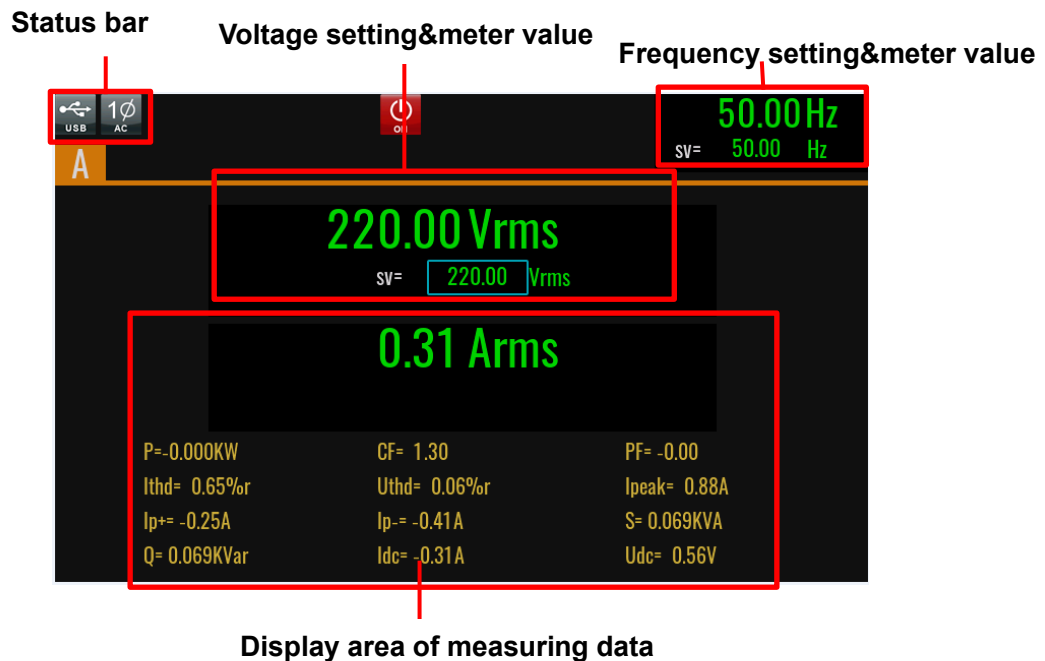 Status bar
Voltage setting&meter value
Frequency setting&meter value
USB
1Ø
AC
ON
50.00Hz
sv= 50.00 Hz
A
220.00 Vrms
sv= 220.00 Vrms
0.31 Arms
P=-0.000KW CF= 1.30 PF= -0.00
Ithd= 0.65%r Uthd= 0.06%r Ipeak= 0.88A
Ip+= -0.25A Ip-= -0.41A S= 0.069KVA
Q= 0.069KVar Idc= -0.31A Udc= 0.56V
Display area of measuring data